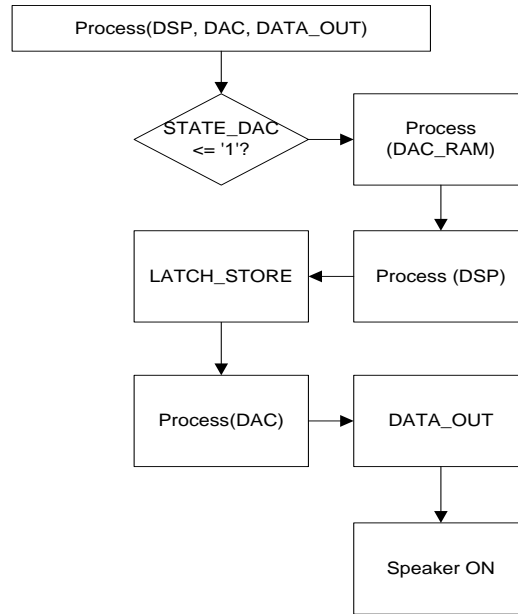 Process(DSP, DAC, DATA_OUT)
STATE_DAC
<= '1'?
Process
(DAC_RAM)
LATCH_STORE
Process (DSP)
Process(DAC)
DATA_OUT
Speaker ON